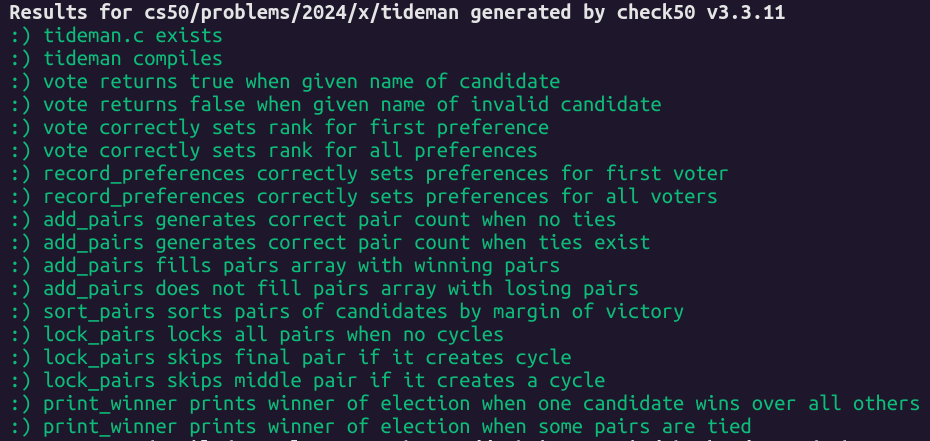 Results for cs50/problems/2024/x/tideman generated by check50 v3.3.11
:) tideman.c exists
:) tideman compiles
:) vote returns true when given name of candidate
:) vote returns false when given name of invalid candidate
:) vote correctly sets rank for first preference
:) vote correctly sets rank for all preferences
:) record_preferences correctly sets preferences for first voter
:) record_preferences correctly sets preferences for all voters
:) add_pairs generates correct pair count when no ties
:) add_pairs generates correct pair count when ties exist
:) add_pairs fills pairs array with winning pairs
:) add_pairs does not fill pairs array with losing pairs
:) sort_pairs sorts pairs of candidates by margin of victory
:) lock_pairs locks all pairs when no cycles
:) lock_pairs skips final pair if it creates cycle
:) lock_pairs skips middle pair if it creates a cycle
:) print_winner prints winner of election when one candidate wins over all others
:) print_winner prints winner of election when some pairs are tied